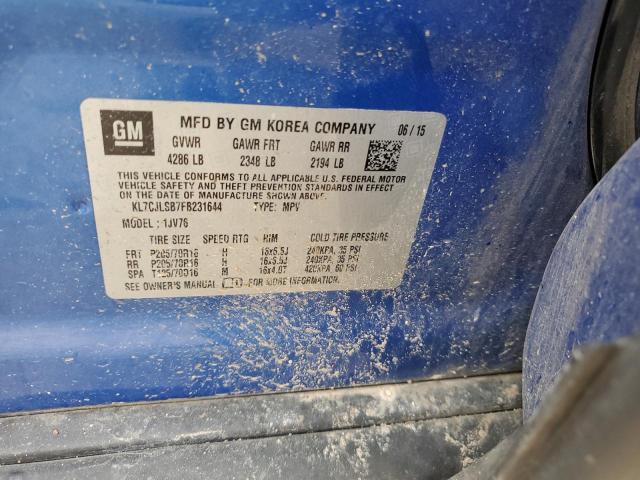 GM MFD BY GM KOREA COMPANY 06/15
GVWR GAWR FRT GAWR RR
4286 LB 2348 LB 2194 LB
THIS VEHICLE CONFORMS TO ALL APPLICABLE U.S. FEDERAL MOTOR
VEHICLE SAFETY AND THEFT PREVENTION STANDARDS IN EFFECT
ON THE DATE OF MANUFACTURE SHOWN ABOVE.
KL7CJLSB7FB231644 TYPE: MPV
MODEL: 1JV76
TIRE SIZE SPEED RTG RIM COLD TIRE PRESSURE
FRT P205/70R16 H 16x6.5J 240KPA, 35 PSI
RR P205/70R16 H 16x6.5J 240KPA, 35 PSI
SPA T105/70D16 M 16x4.0T 420KPA, 60 PSI
SEE OWNER'S MANUAL FOR MORE INFORMATION.